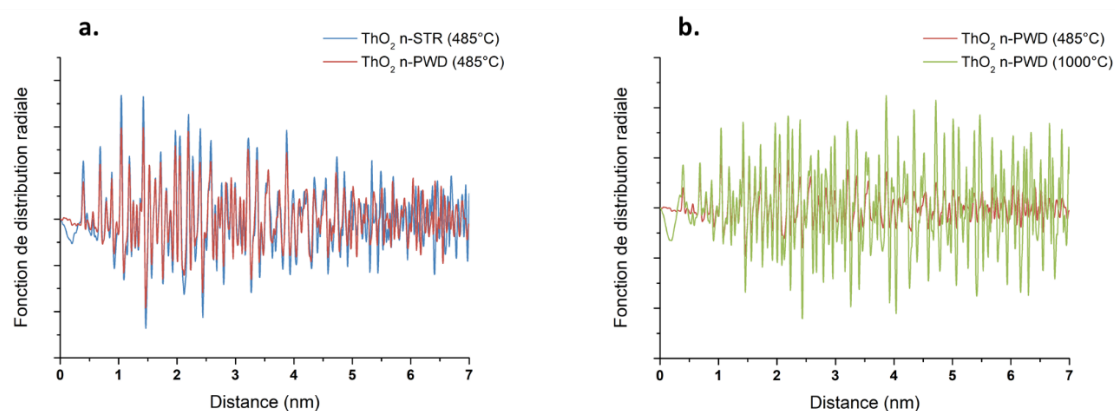 a.
ThO₂ n-STR (485°C)
ThO₂ n-PWD (485°C)
Fonction de distribution radiale
0 1 2 3 4 5 6 7
Distance (nm)
b.
ThO₂ n-PWD (485°C)
ThO₂ n-PWD (1000°C)
Fonction de distribution radiale
0 1 2 3 4 5 6 7
Distance (nm)